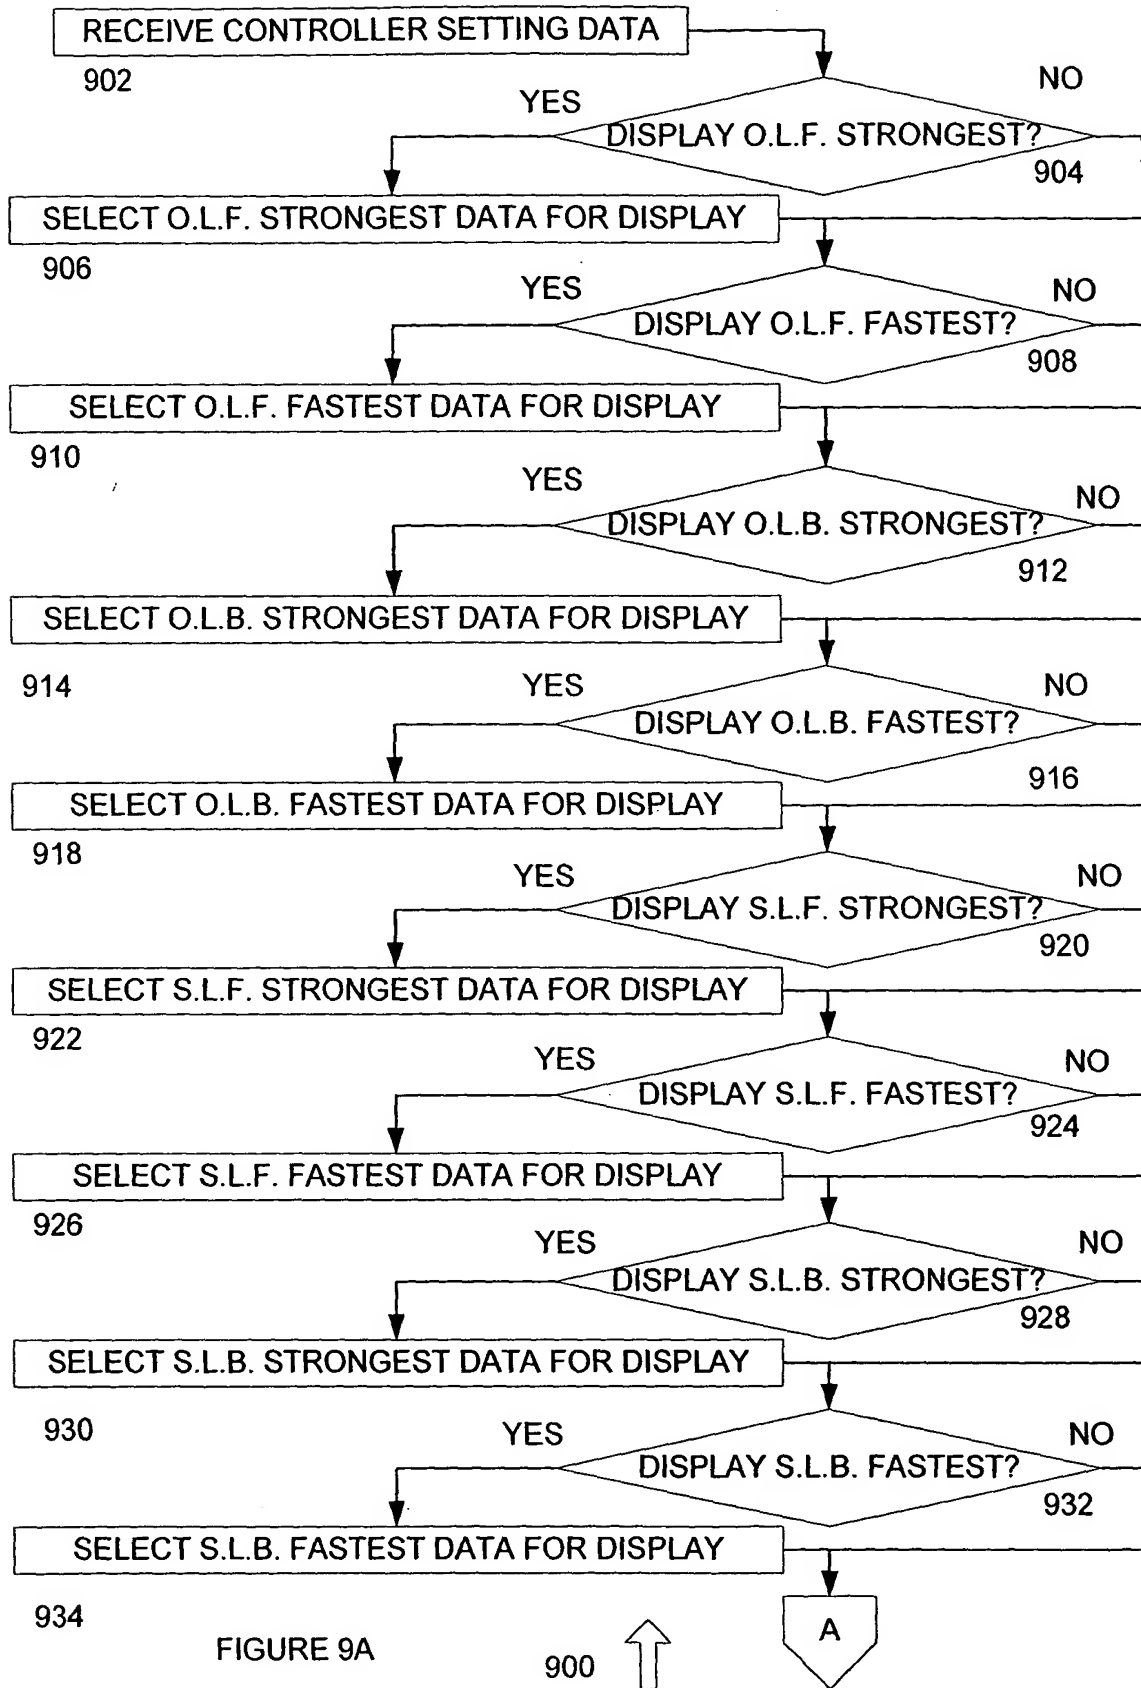 RECEIVE CONTROLLER SETTING DATA
902
YES
NO
DISPLAY O.L.F. STRONGEST?
904
SELECT O.L.F. STRONGEST DATA FOR DISPLAY
906
YES
NO
DISPLAY O.L.F. FASTEST?
908
SELECT O.L.F. FASTEST DATA FOR DISPLAY
910
YES
NO
DISPLAY O.L.B. STRONGEST?
912
SELECT O.L.B. STRONGEST DATA FOR DISPLAY
914
YES
NO
DISPLAY O.L.B. FASTEST?
916
SELECT O.L.B. FASTEST DATA FOR DISPLAY
918
YES
NO
DISPLAY S.L.F. STRONGEST?
920
SELECT S.L.F. STRONGEST DATA FOR DISPLAY
922
YES
NO
DISPLAY S.L.F. FASTEST?
924
SELECT S.L.F. FASTEST DATA FOR DISPLAY
926
YES
NO
DISPLAY S.L.B. STRONGEST?
928
SELECT S.L.B. STRONGEST DATA FOR DISPLAY
930
YES
NO
DISPLAY S.L.B. FASTEST?
932
SELECT S.L.B. FASTEST DATA FOR DISPLAY
934
A
FIGURE 9A
900